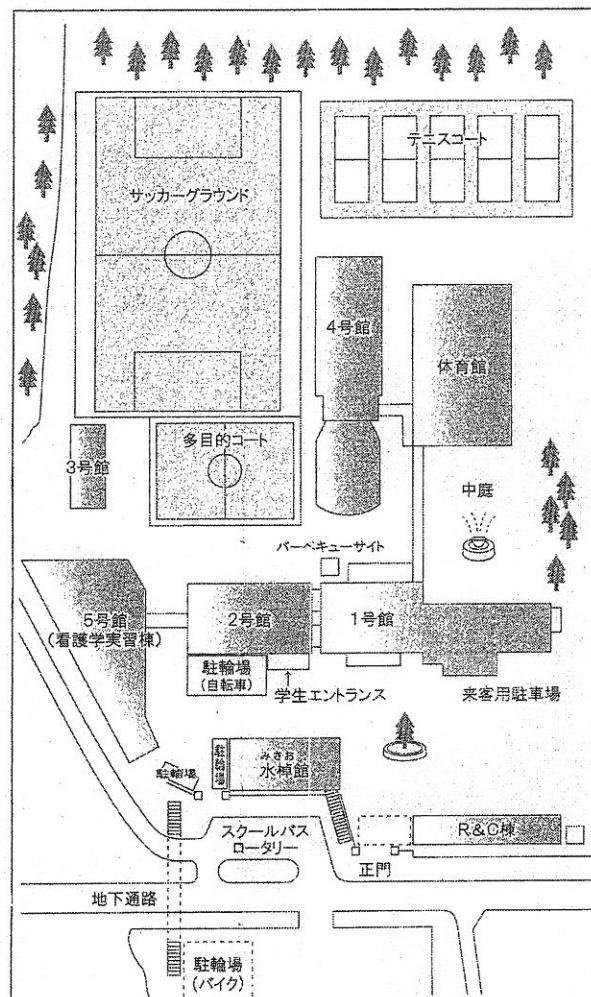 テニスコート
サッカーグラウンド
4号館
体育館
多目的コート
3号館
中庭
バーベキューサイト
5号館
(看護学実習棟)
2号館
1号館
駐輪場
(自転車)
学生エントランス
来客用駐車場
駐輪場
駐輪場
みさお
水棹館
スクールバス
ロータリー
R&C棟
正門
地下通路
駐輪場
(バイク)